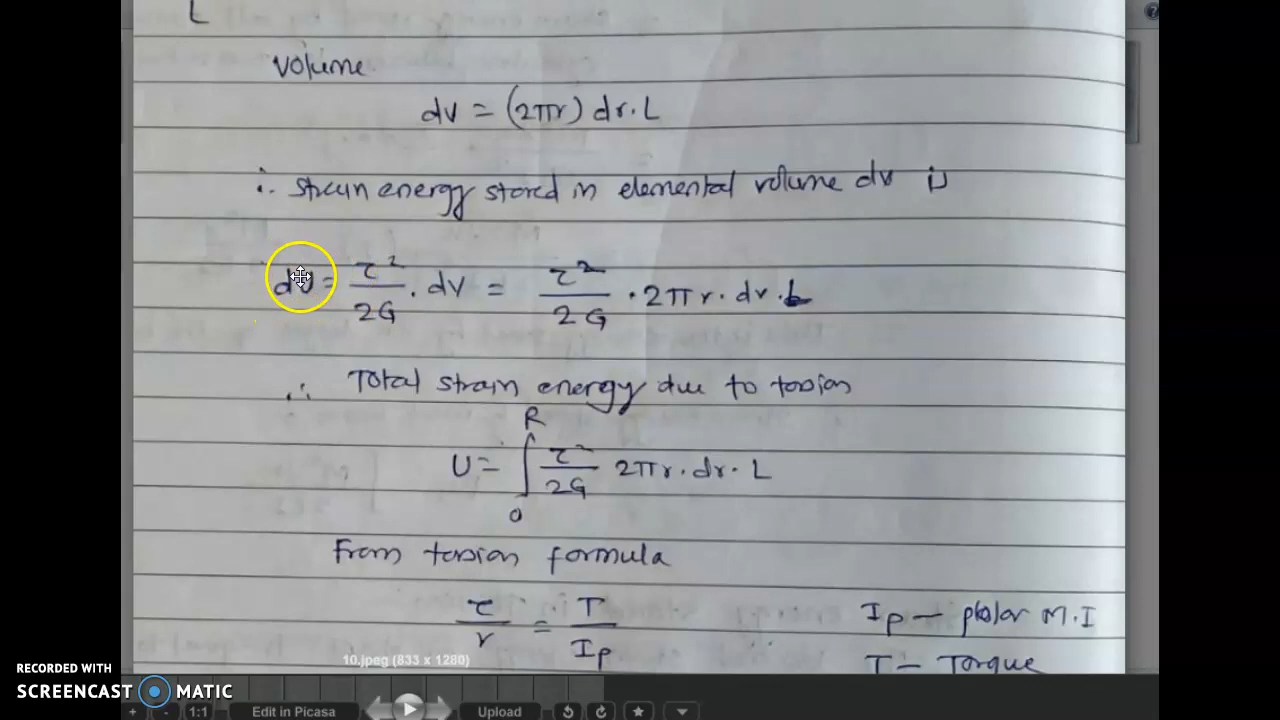 L
Volume
dv = (2πr) dr. L
∴ strain energy stored in elemental volume dv is
du = τ²/2G . dv = τ²/2G . 2πr. dr. L
∴ Total strain energy due to torsion
U = ∫₀ᴿ τ²/2G 2πr. dr. L
From torsion formula
τ/r = T/Ip Ip – polar M.I
T – Torque
10.jpeg (833 x 1280)
RECORDED WITH
SCREENCAST MATIC
+ - 1:1 Edit in Picasa Upload